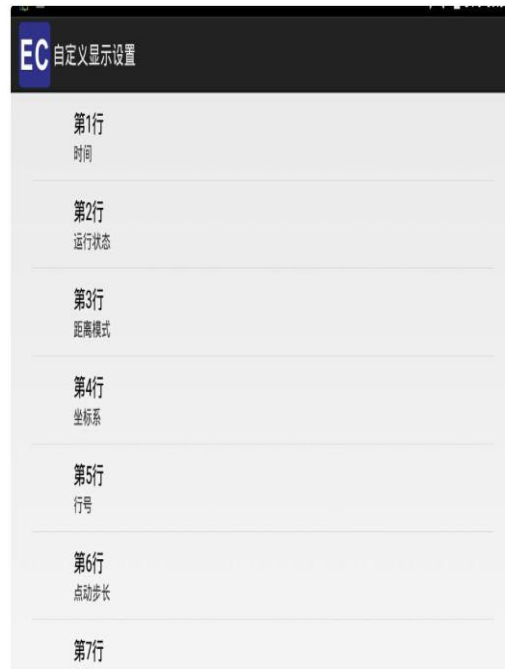 EC 自定义显示设置
第1行
时间
第2行
运行状态
第3行
距离模式
第4行
坐标系
第5行
行号
第6行
点动步长
第7行